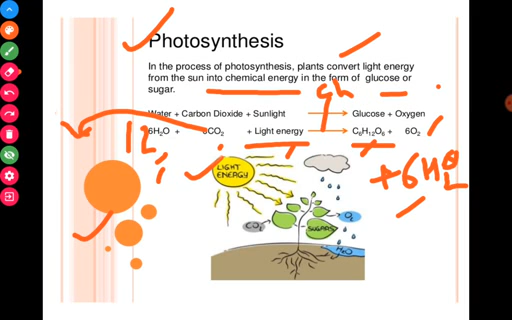 Photosynthesis
In the process of photosynthesis, plants convert light energy
from the sun into chemical energy in the form of glucose or
sugar.
Water + Carbon Dioxide + Sunlight Glucose + Oxygen
6H2O + 6CO2 + Light energy C6H12O6 + 6O2
12
+6H2O
LIGHT
ENERGY
CO2
O2
SUGARS
H2O